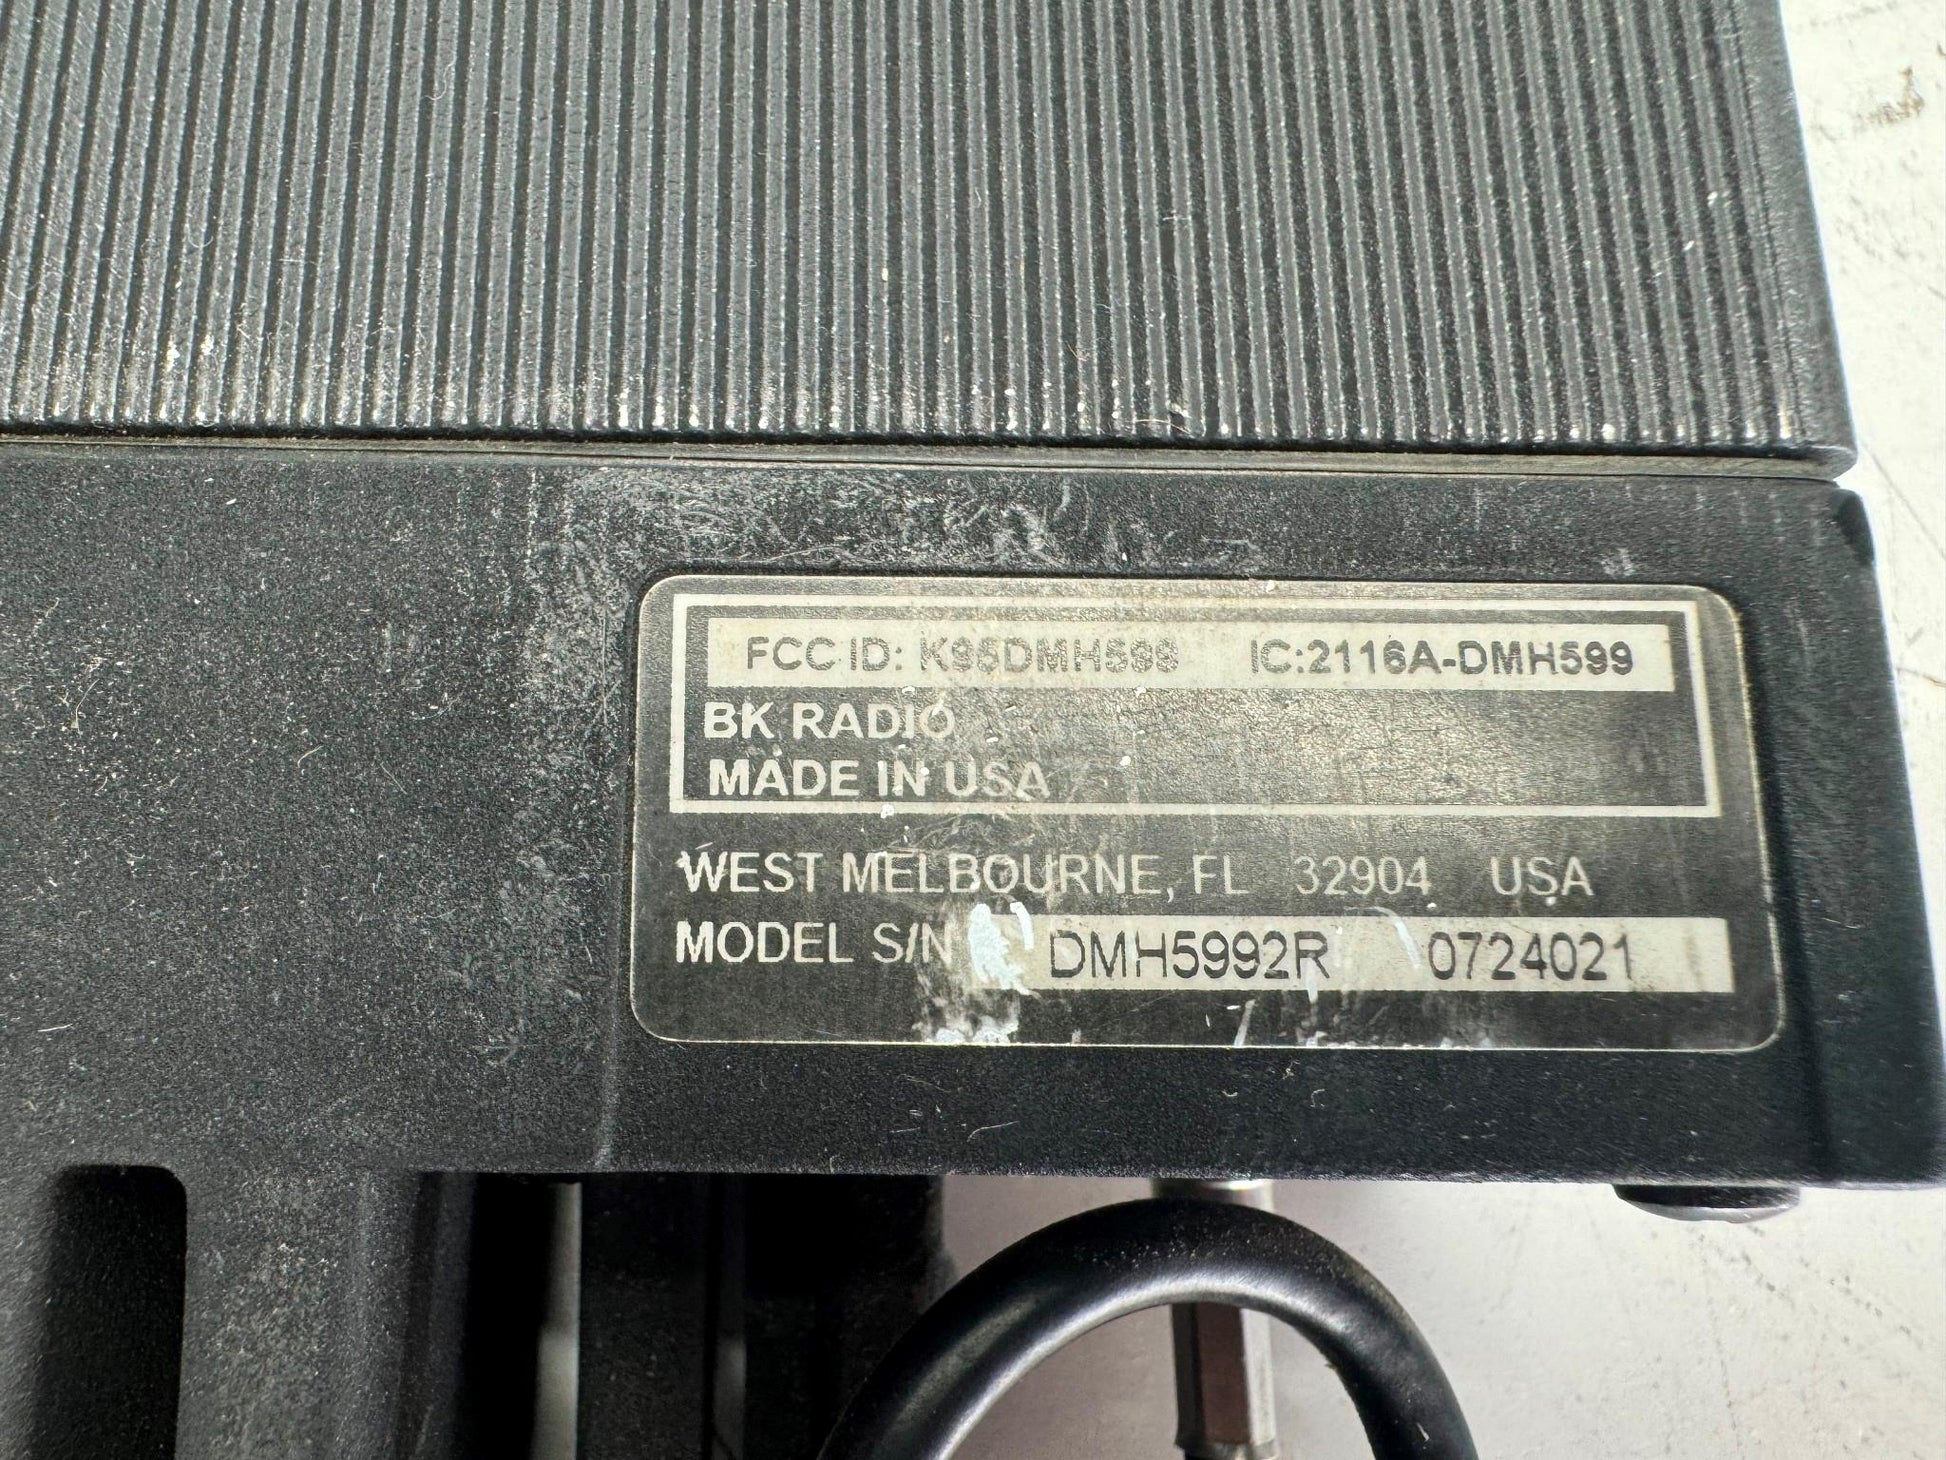 FCC ID: K95DMH599 IC:2116A-DMH599
BK RADIO
MADE IN USA
WEST MELBOURNE, FL 32904 USA
MODEL S/N DMH5992R 0724021